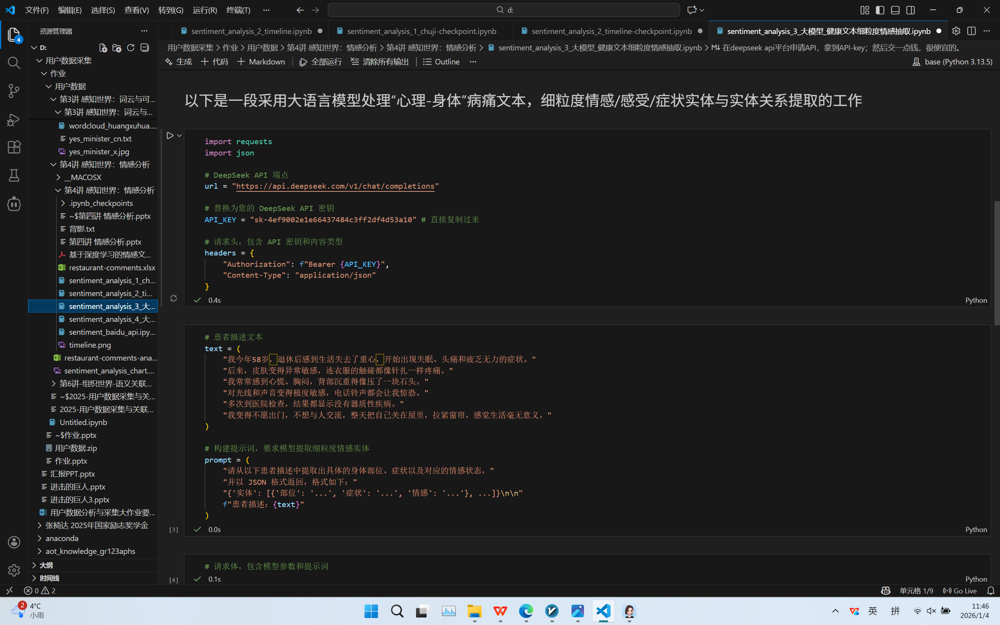 文件(F) 编辑(E) 选择(S) 查看(V) 转到(G) 运行(R) 终端(T) ··· d:
资源管理器 ···
sentiment_analysis_2_timeline.ipynb
sentiment_analysis_1_chuji-checkpoint.ipynb
sentiment_analysis_2_timeline-checkpoint.ipynb
sentiment_analysis_3_大模型_健康文本细粒度情感抽取.ipynb
用户数据采集 > 作业 > 用户数据 > 第4讲 感知世界：情感分析 > 第4讲 感知世界：情感分析 > sentiment_analysis_3_大模型_健康文本细粒度情感抽取.ipynb > M↓ 在deepseek api平台申请API，拿到API-key；然后交一点钱，很便宜的。
生成 + 代码 + Markdown 全部运行 清除所有输出 Outline ··· base (Python 3.13.5)
4
D:
用户数据采集
作业
用户数据
第3讲 感知世界：词云与可...
第3讲 感知世界：词云与...
wordcloud_huangxuhua....
yes_minister_cn.txt
yes_minister_x.jpg
第4讲 感知世界：情感分析
__MACOSX
第4讲 感知世界：情感分析
.ipynb_checkpoints
~$第四讲 情感分析.pptx
背影.txt
第四讲 情感分析.pptx
基于深度学习的情感文...
restaurant-comments.xlsx
sentiment_analysis_1_ch...
sentiment_analysis_2_ti...
sentiment_analysis_3_大...
sentiment_analysis_4_大...
sentiment_baidu_api.ipy...
timeline.png
restaurant-comments-ana...
sentiment_analysis_chart....
第6讲-组织世界-语义关联...
~$2025-用户数据采集与关...
2025-用户数据采集与关联...
Untitled.ipynb
~$作业.pptx
用户数据.zip
作业.pptx
汇报PPT.pptx
进击的巨人.pptx
进击的巨人3.pptx
用户数据分析与采集大作业要...
张椅达 2025年国家励志奖学金
anaconda
aot_knowledge_gr123aphs
大纲
时间线
以下是一段采用大语言模型处理“心理-身体”病痛文本，细粒度情感/感受/症状实体与实体关系提取的工作
import requests
import json
# DeepSeek API 端点
url = "https://api.deepseek.com/v1/chat/completions"
# 替换为您的 DeepSeek API 密钥
API_KEY = "sk-4ef9002e1e66437484c3ff2df4d53a10" # 直接复制过来
# 请求头，包含 API 密钥和内容类型
headers = {
"Authorization": f"Bearer {API_KEY}",
"Content-Type": "application/json"
}
0.4s Python
# 患者描述文本
text = (
"我今年58岁，退休后感到生活失去了重心，开始出现失眠、头痛和疲乏无力的症状。"
"后来，皮肤变得异常敏感，连衣服的触碰都像针扎一样疼痛。"
"我常常感到心慌、胸闷，背部沉重得像压了一块石头。"
"对光线和声音变得极度敏感，电话铃声都会让我惊恐。"
"多次到医院检查，结果都显示没有器质性疾病。"
"我变得不愿出门，不想与人交流，整天把自己关在屋里，拉紧窗帘，感觉生活毫无意义。"
)
# 构建提示词，要求模型提取细粒度情感实体
prompt = (
"请从以下患者描述中提取出具体的身体部位、症状以及对应的情感状态，"
"并以 JSON 格式返回，格式如下："
"{'实体': [{'部位': '...', '症状': '...', '情感': '...'}, ...]}\n\n"
f"患者描述：{text}"
)
[3] 0.0s Python
# 请求体，包含模型参数和提示词
[4] 0.1s Python
0 2 单元格 1/9 Go Live
2 4°C
小雨
英 拼
11:46
2026/1/4